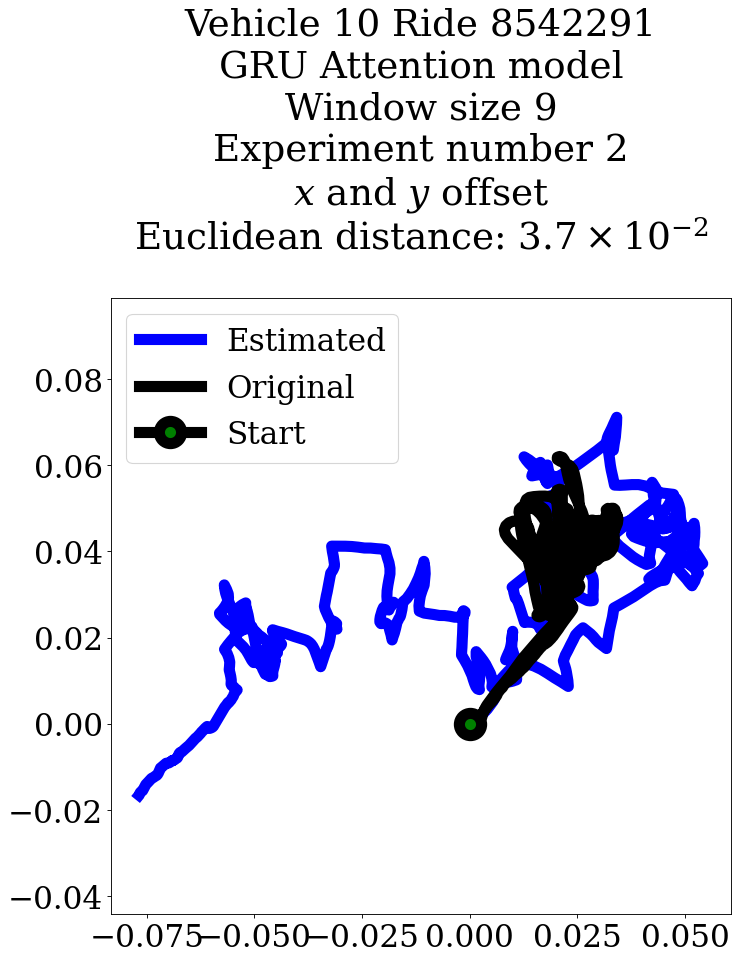 Vehicle 10 Ride 8542291
GRU Attention model
Window size 9
Experiment number 2
x and y offset
Euclidean distance: 3.7 × 10⁻²
Estimated
Original
Start
0.08
0.06
0.04
0.02
0.00
−0.02
−0.04
−0.075 −0.050 −0.025 0.000 0.025 0.050